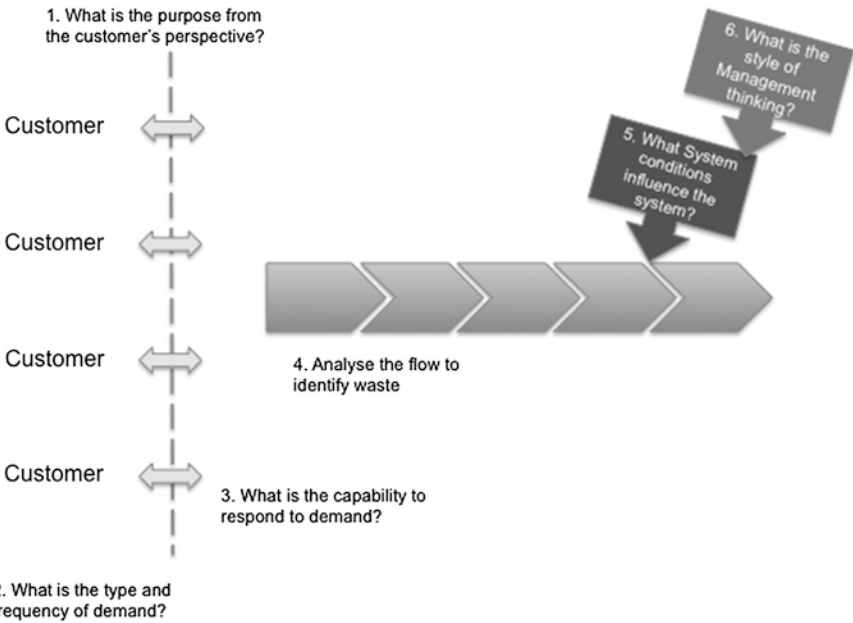 1. What is the purpose from
the customer's perspective?
Customer
Customer
Customer
Customer
6. What is the
style of
Management
thinking?
5. What System
conditions
influence the
system?
4. Analyse the flow to
identify waste
3. What is the capability to
respond to demand?
. What is the type and
requency of demand?